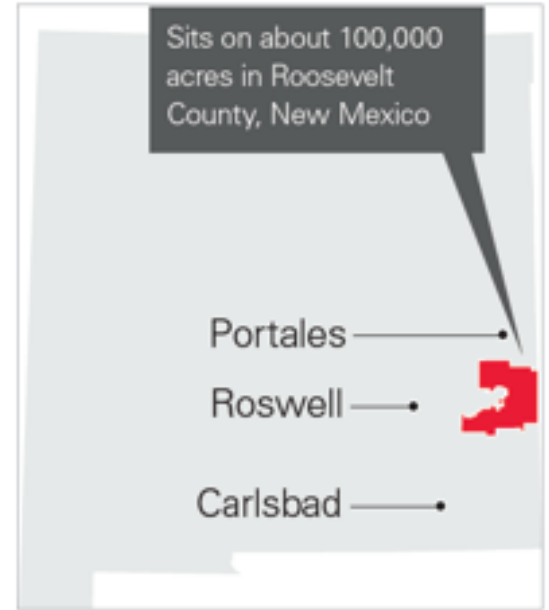 Sits on about 100,000
acres in Roosevelt
County, New Mexico
Portales
Roswell
Carlsbad